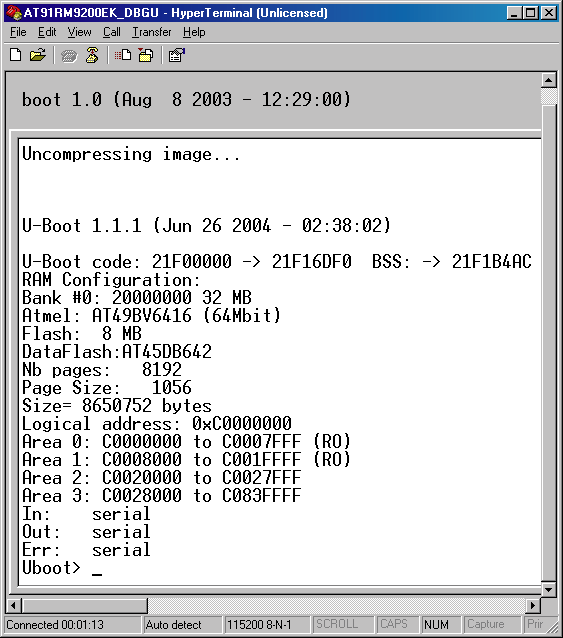 AT91RM9200EK_DBGU - HyperTerminal (Unlicensed)
File Edit View Call Transfer Help
boot 1.0 (Aug  8 2003 - 12:29:00)
Uncompressing image...
U-Boot 1.1.1 (Jun 26 2004 - 02:38:02)
U-Boot code: 21F00000 -> 21F16DF0  BSS: -> 21F1B4AC
RAM Configuration:
Bank #0: 20000000 32 MB
Atmel: AT49BV6416 (64Mbit)
Flash:  8 MB
DataFlash:AT45DB642
Nb pages:   8192
Page Size:   1056
Size= 8650752 bytes
Logical address: 0xC0000000
Area 0: C0000000 to C0007FFF (RO)
Area 1: C0008000 to C001FFFF (RO)
Area 2: C0020000 to C0027FFF
Area 3: C0028000 to C083FFFF
In:    serial
Out:   serial
Err:   serial
Uboot> _
Connected 00:01:13 Auto detect 115200 8-N-1 SCROLL CAPS NUM Capture Prir